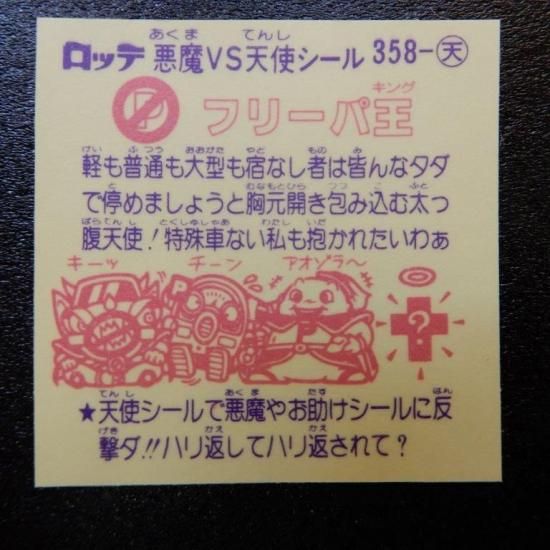 ロッテ 悪魔VS天使シール 358-天
P フリーパ王
軽も普通も大型も宿なし者は皆んなタダ
で停めましょうと胸元開き包み込む太っ
腹天使!特殊車ない私も抱かれたいわぁ
キーッ チーン アオゾラ〜
P ?
★天使シールで悪魔やお助けシールに反
撃ダ!!ハリ返してハリ返されて?